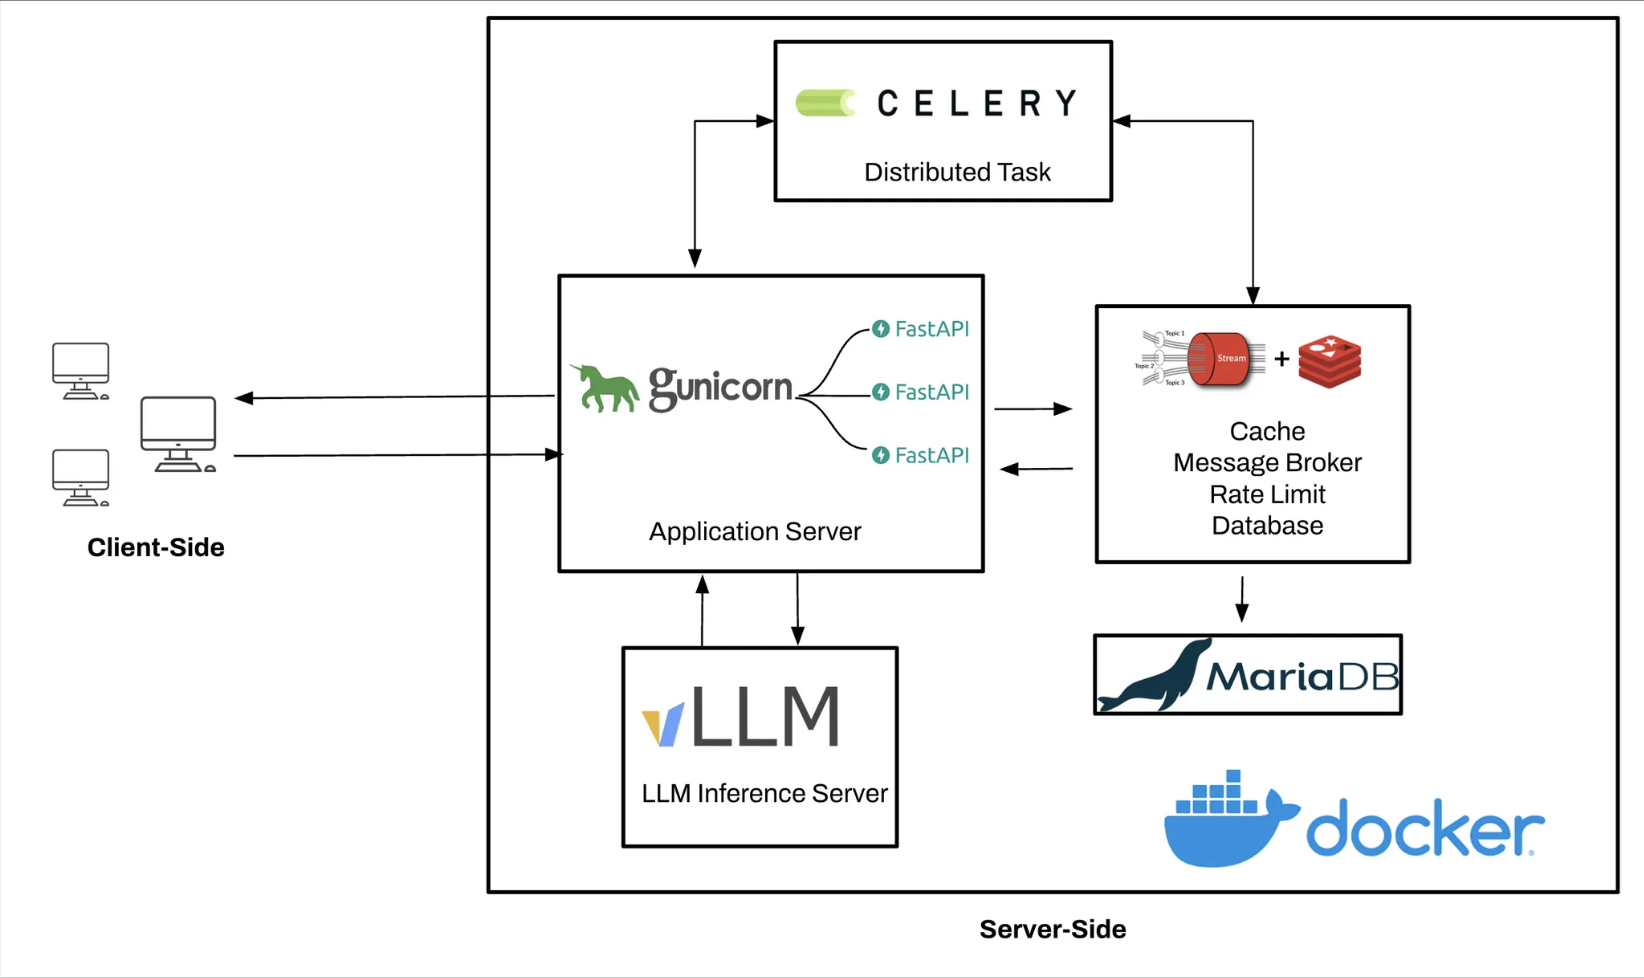 CELERY
Distributed Task
gunicorn
FastAPI
FastAPI
FastAPI
Application Server
Topic 1
Topic 2
Topic 3
Stream
+
Cache
Message Broker
Rate Limit
Database
Client-Side
vLLM
LLM Inference Server
MariaDB
docker
Server-Side